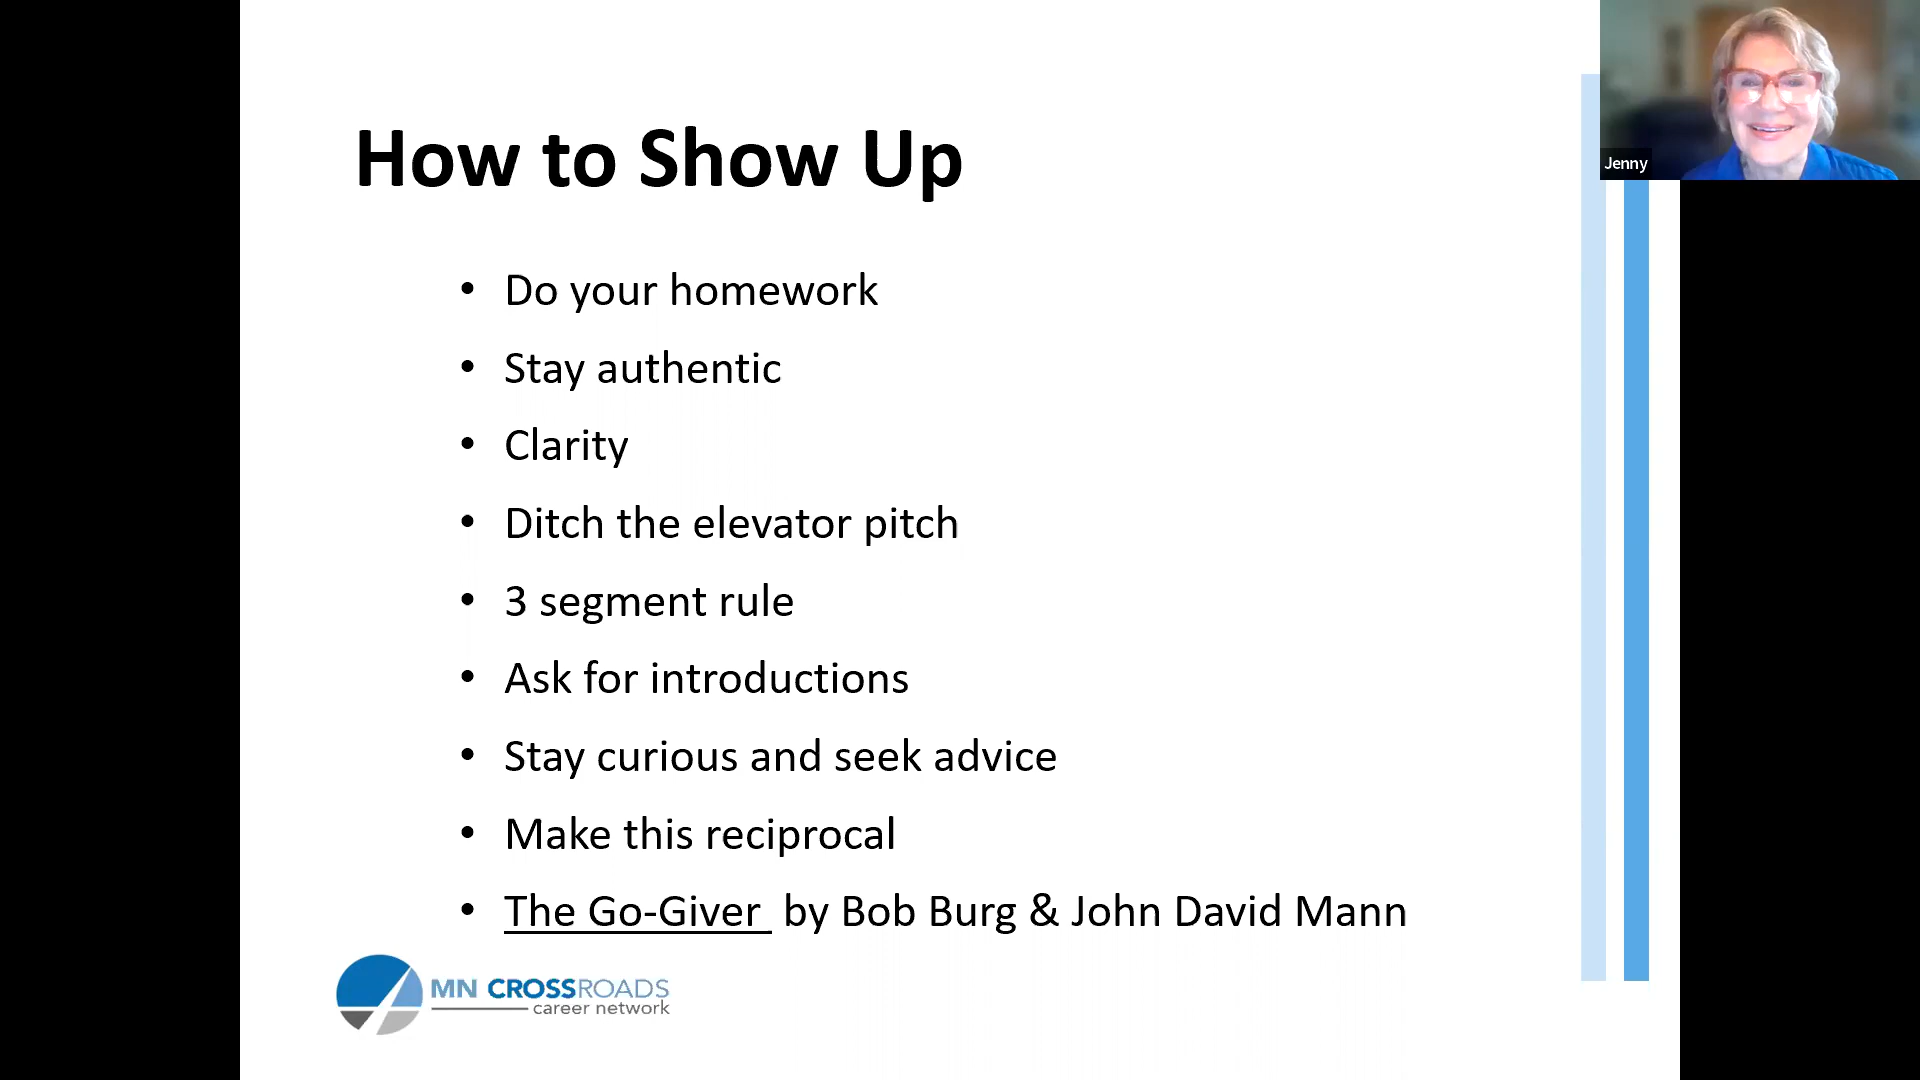 How to Show Up
Jenny
• Do your homework
• Stay authentic
• Clarity
• Ditch the elevator pitch
• 3 segment rule
• Ask for introductions
• Stay curious and seek advice
• Make this reciprocal
• The Go-Giver by Bob Burg & John David Mann
MN CROSSROADS
career network